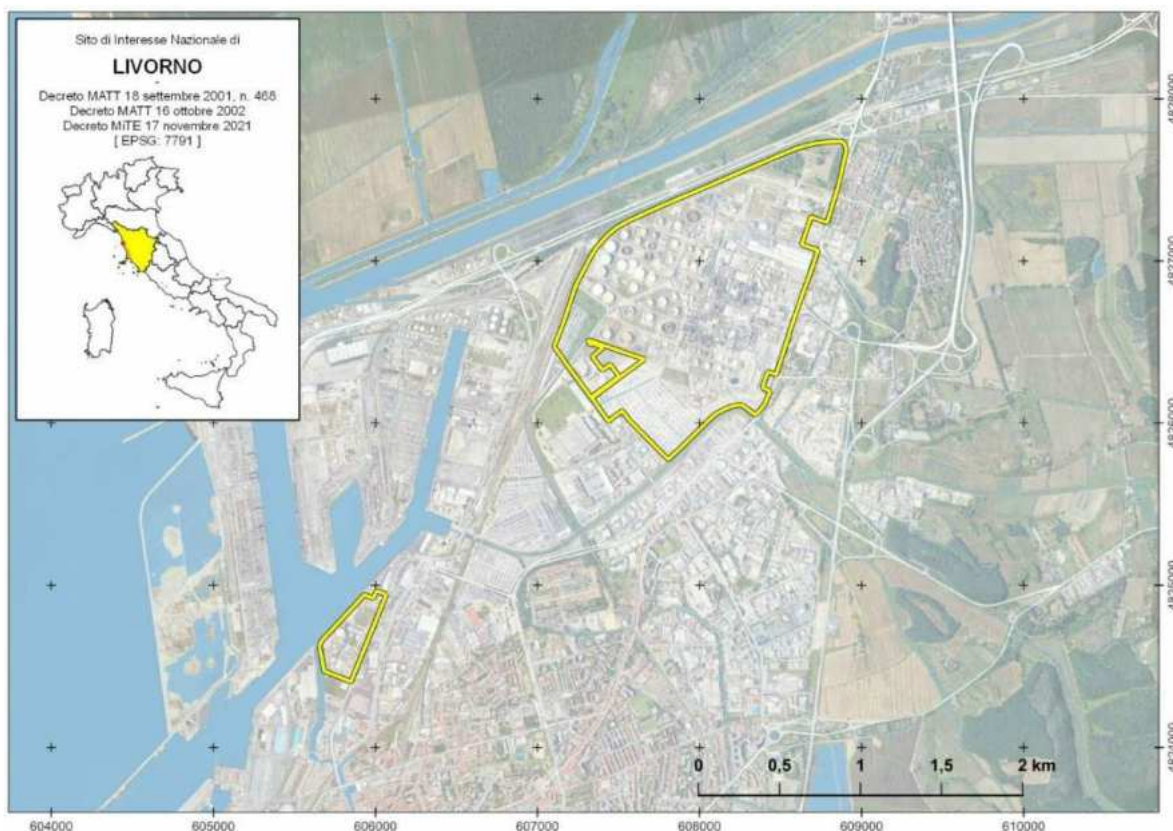 Sito di Interesse Nazionale di
LIVORNO
-
Decreto MATT 18 settembre 2001, n. 468
Decreto MATT 16 ottobre 2002
Decreto MiTE 17 novembre 2021
[ EPSG: 7791 ]
4828000
4827000
4826000
4825000
4824000
0 0,5 1 1,5 2 km
604000 605000 606000 607000 608000 609000 610000